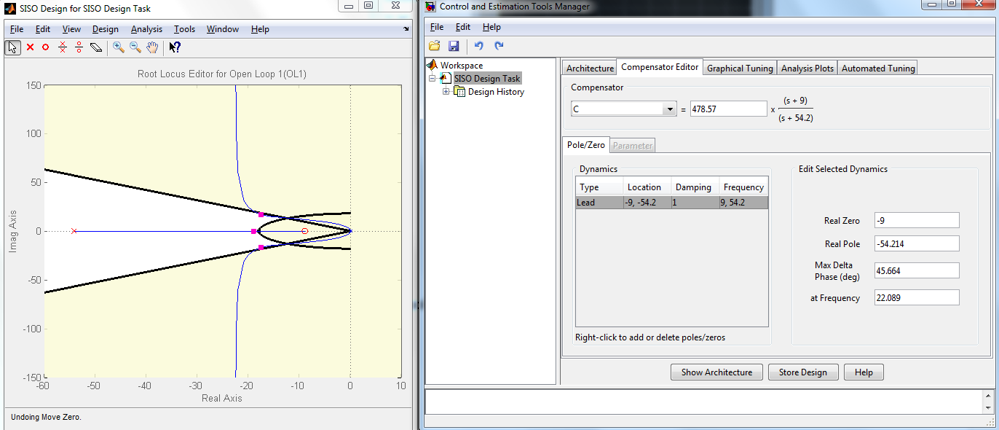 SISO Design for SISO Design Task
File Edit View Design Analysis Tools Window Help
Root Locus Editor for Open Loop 1(OL1)
150
100
50
0
-50
-100
-150
-60 -50 -40 -30 -20 -10 0 10
Imag Axis
Real Axis
Undoing Move Zero.
Control and Estimation Tools Manager
File Edit Help
Workspace
SISO Design Task
Design History
Architecture Compensator Editor Graphical Tuning Analysis Plots Automated Tuning
Compensator
C = 478.57 x (s + 9)
(s + 54.2)
Pole/Zero Parameter
Dynamics
Type Location Damping Frequency
Lead -9, -54.2 1 9, 54.2
Right-click to add or delete poles/zeros
Edit Selected Dynamics
Real Zero -9
Real Pole -54.214
Max Delta
Phase (deg) 45.664
at Frequency 22.089
Show Architecture Store Design Help